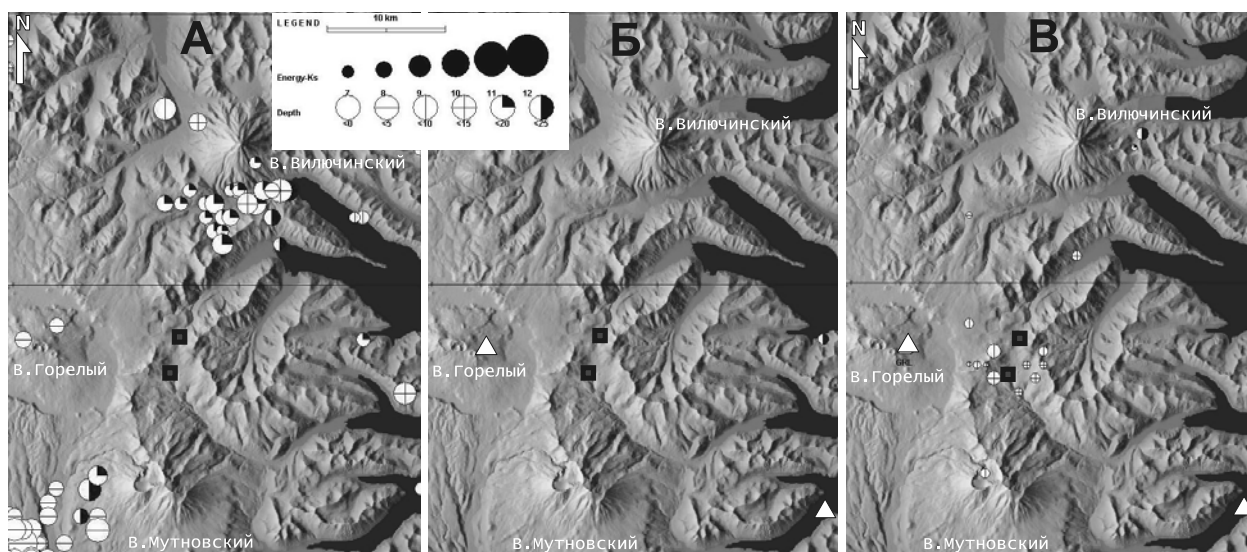 N
А
LEGEND
10 km
Energy-Ks
7 8 9 10 11 12
Depth
<0 <5 <10 <15 <20 <25
В.Вилючинский
В.Горелый
В.Мутновский
Б
В.Вилючинский
В.Горелый
В.Мутновский
N
В
В.Вилючинский
GRL
В.Горелый
В.Мутновский